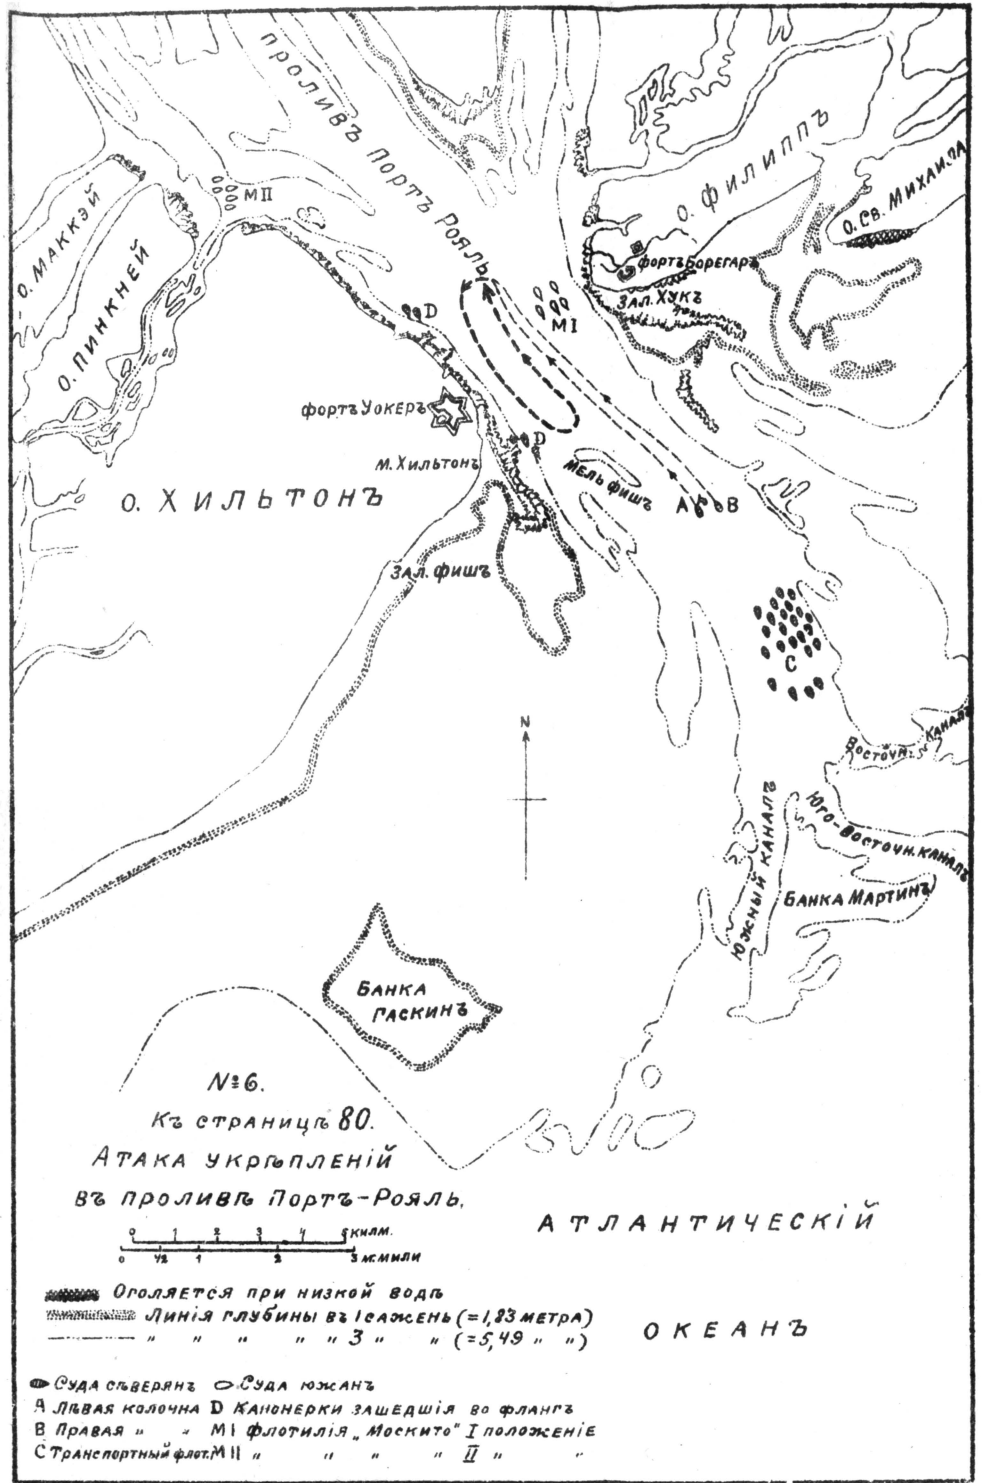 проливъ Портъ Рояль
о. Филиппъ
о. Св. Михаила
о. Маккэй
M II
фортъ Борегаръ
зал. Хукъ
о. Пинкней
D
M I
фортъ Уокеръ
D
м. Хильтонъ
мель Фишъ
о. Хильтонъ
A B
зал. Фишъ
C
N
Восточн. каналъ
Юго-Восточн. каналъ
Южный каналъ
Банка Мартинъ
Банка
Гаскинъ
№ 6.
Къ страницѣ 80.
Атака укрѣпленій
въ проливѣ Портъ-Рояль.
0 1 2 3 4 5 килм.
0 1/2 1 2 3 м. мили
Атлантическій
Океанъ
Оголяется при низкой водѣ
Линія глубины въ 1 сажень (=1,83 метра)
" " " " " 3 " " (=5,49 " ")
Суда сѣверянъ Суда южанъ
A Лѣвая колочна D Канонерки зашедшія во флангъ
B Правая " " M I флотилія „Москито" I положеніе
C Транспортный флот. M II " " " " II " "